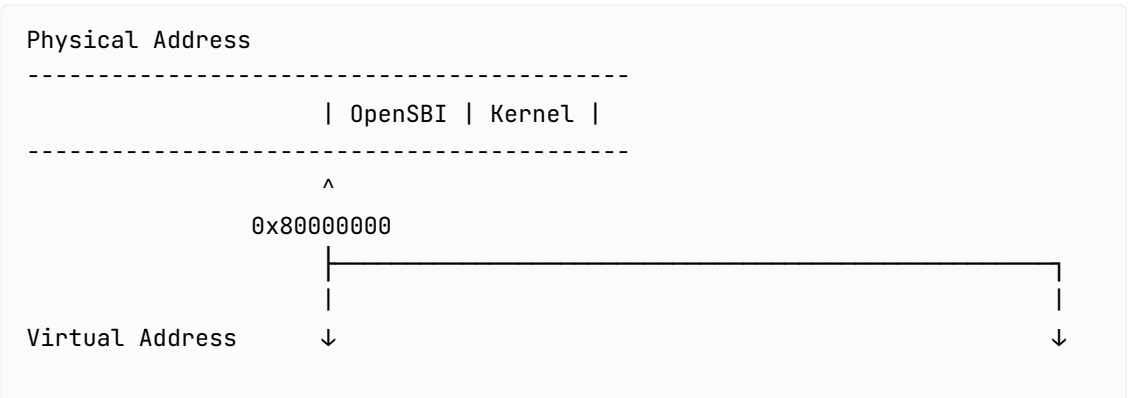 Physical Address
-------------------------------------------
| OpenSBI | Kernel |
-------------------------------------------
^
0x80000000
├───────────────────────────────────────────────────┐
| |
Virtual Address ↓ ↓